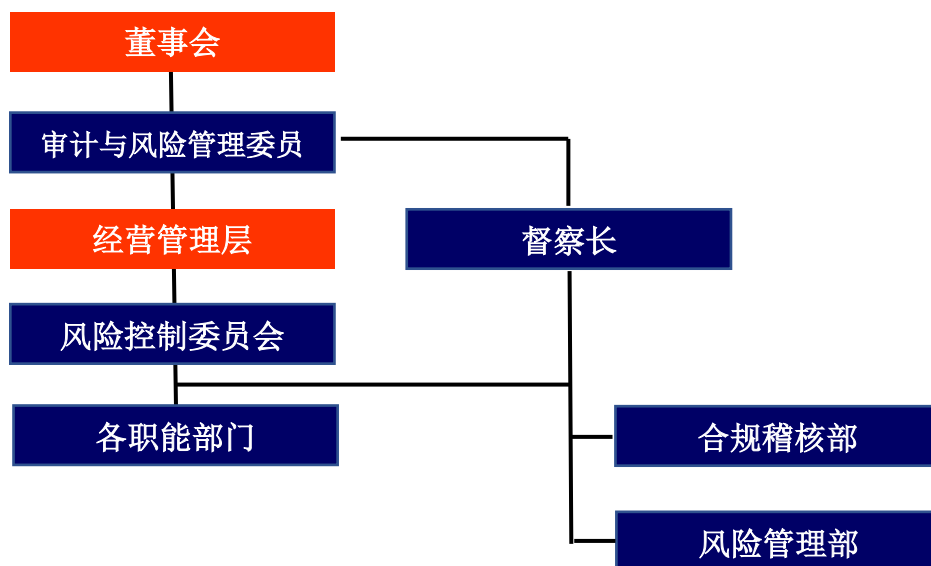 董事会
审计与风险管理委员
经营管理层
督察长
风险控制委员会
各职能部门
合规稽核部
风险管理部